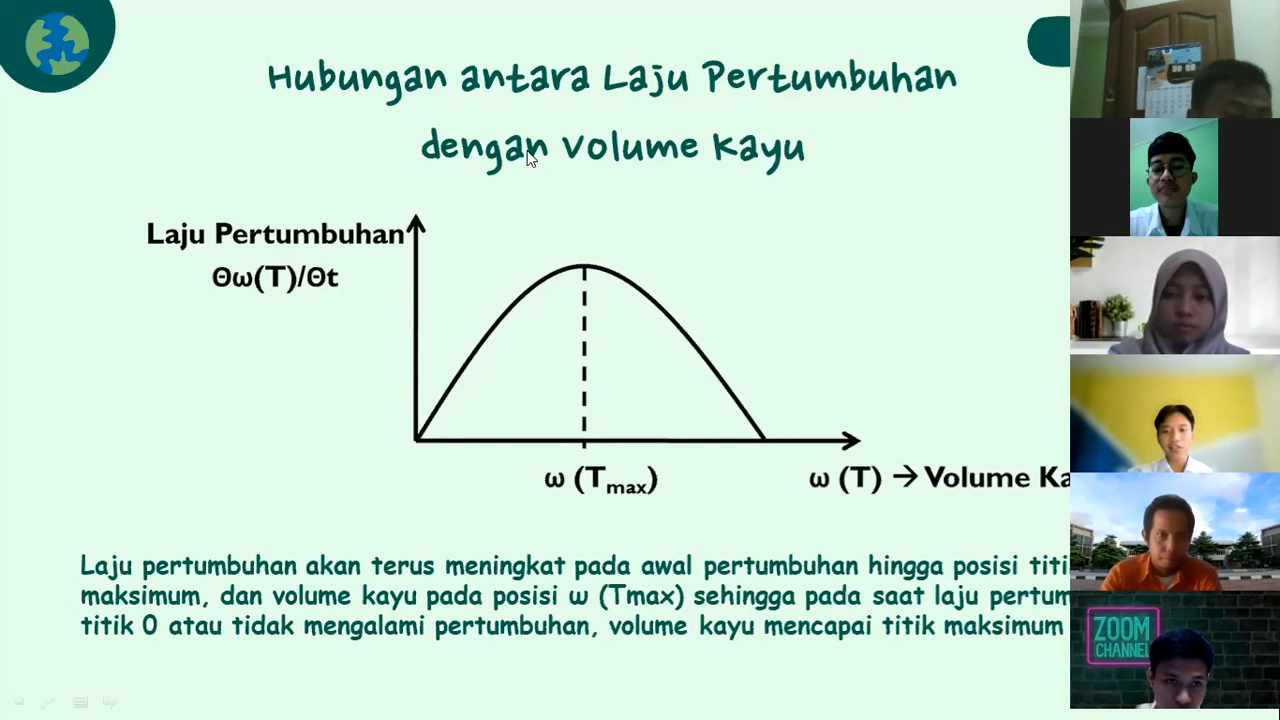 Hubungan antara Laju Pertumbuhan
dengan Volume Kayu
Laju Pertumbuhan
Θω(T)/Θt
ω (Tmax)
ω (T) → Volume Ka
Laju pertumbuhan akan terus meningkat pada awal pertumbuhan hingga posisi titi
maksimum, dan volume kayu pada posisi ω (Tmax) sehingga pada saat laju pertum
titik 0 atau tidak mengalami pertumbuhan, volume kayu mencapai titik maksimum
ZOOM
CHANNEL